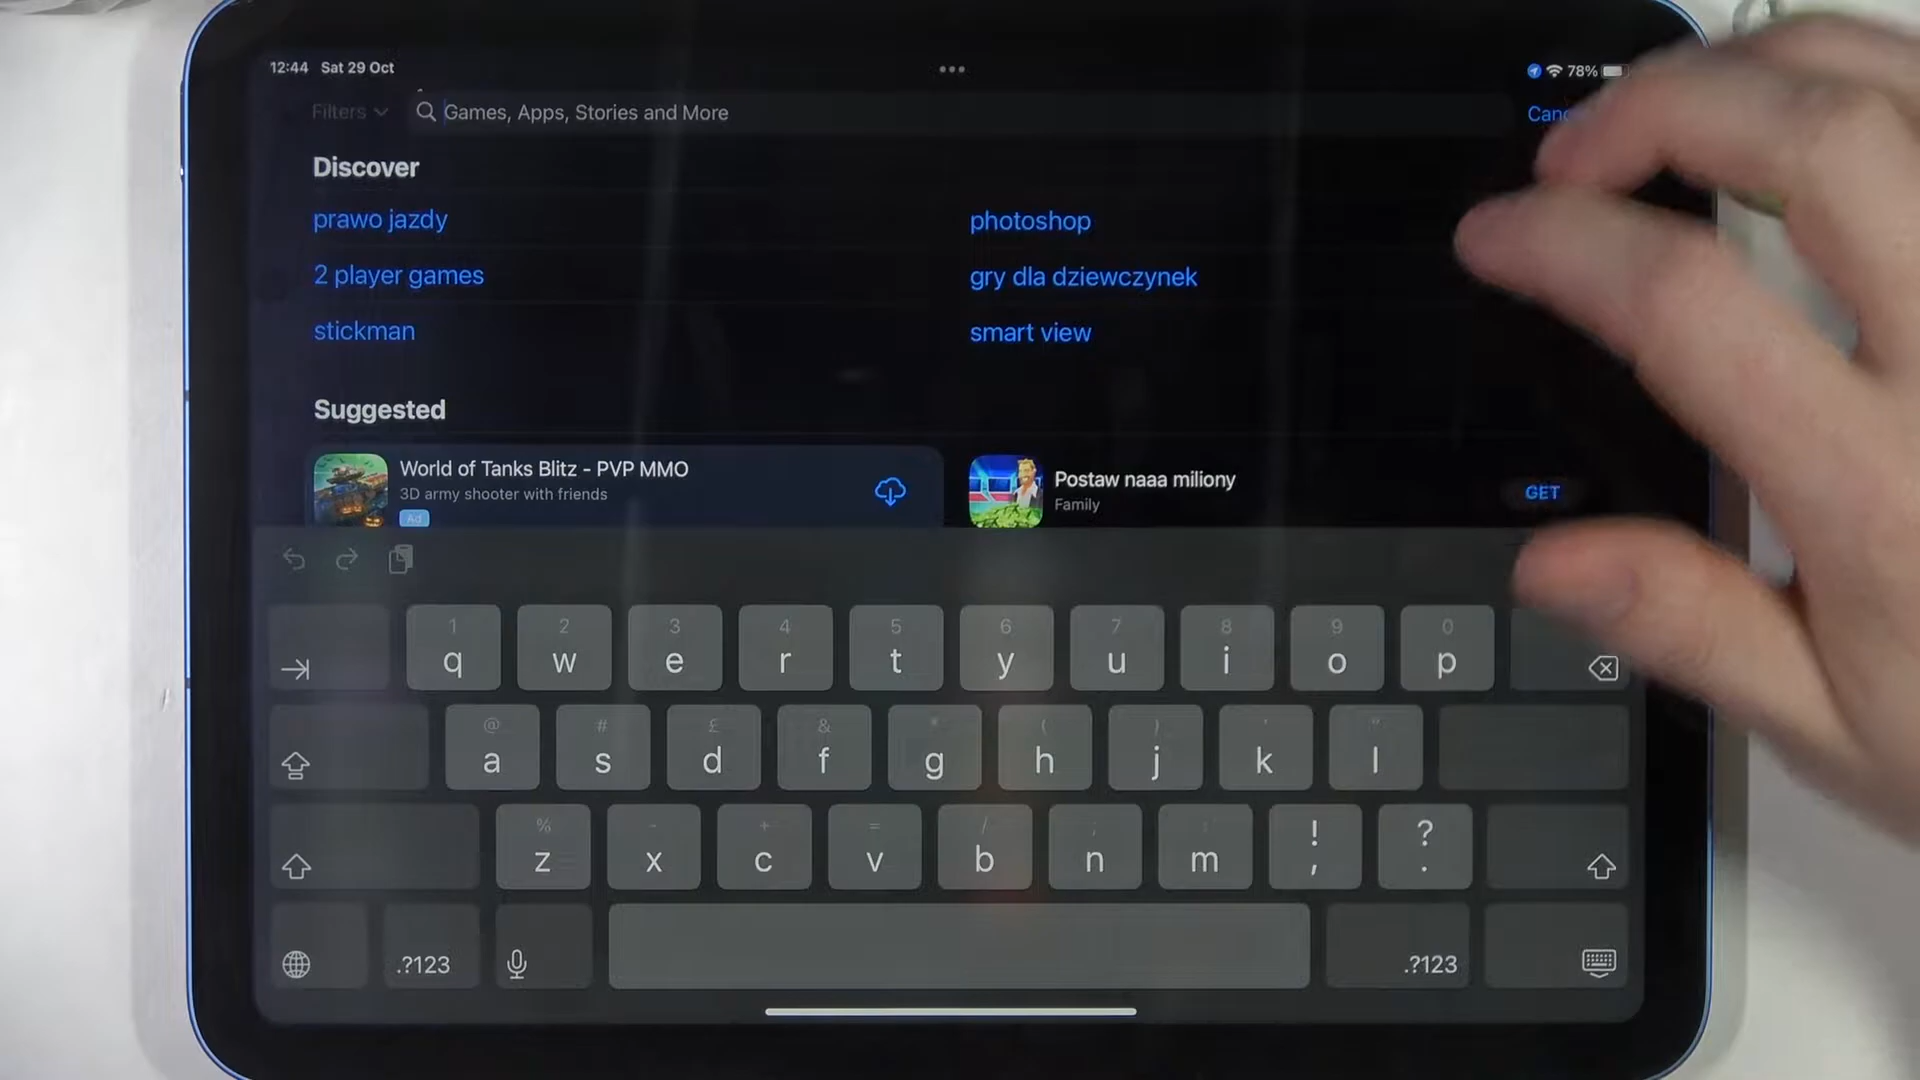 12:44 Sat 29 Oct
78%
Filters
Games, Apps, Stories and More
Discover
prawo jazdy
photoshop
2 player games
gry dla dziewczynek
stickman
smart view
Suggested
World of Tanks Blitz - PVP MMO
3D army shooter with friends
Ad
Postaw naaa miliony
Family
GET
1 2 3 4 5 6 7 8 9 0
q w e r t y u i o p
@ # £ & * ( ) ' "
a s d f g h j k l
% - + = / ; : ! ?
z x c v b n m , .
.?123 .?123